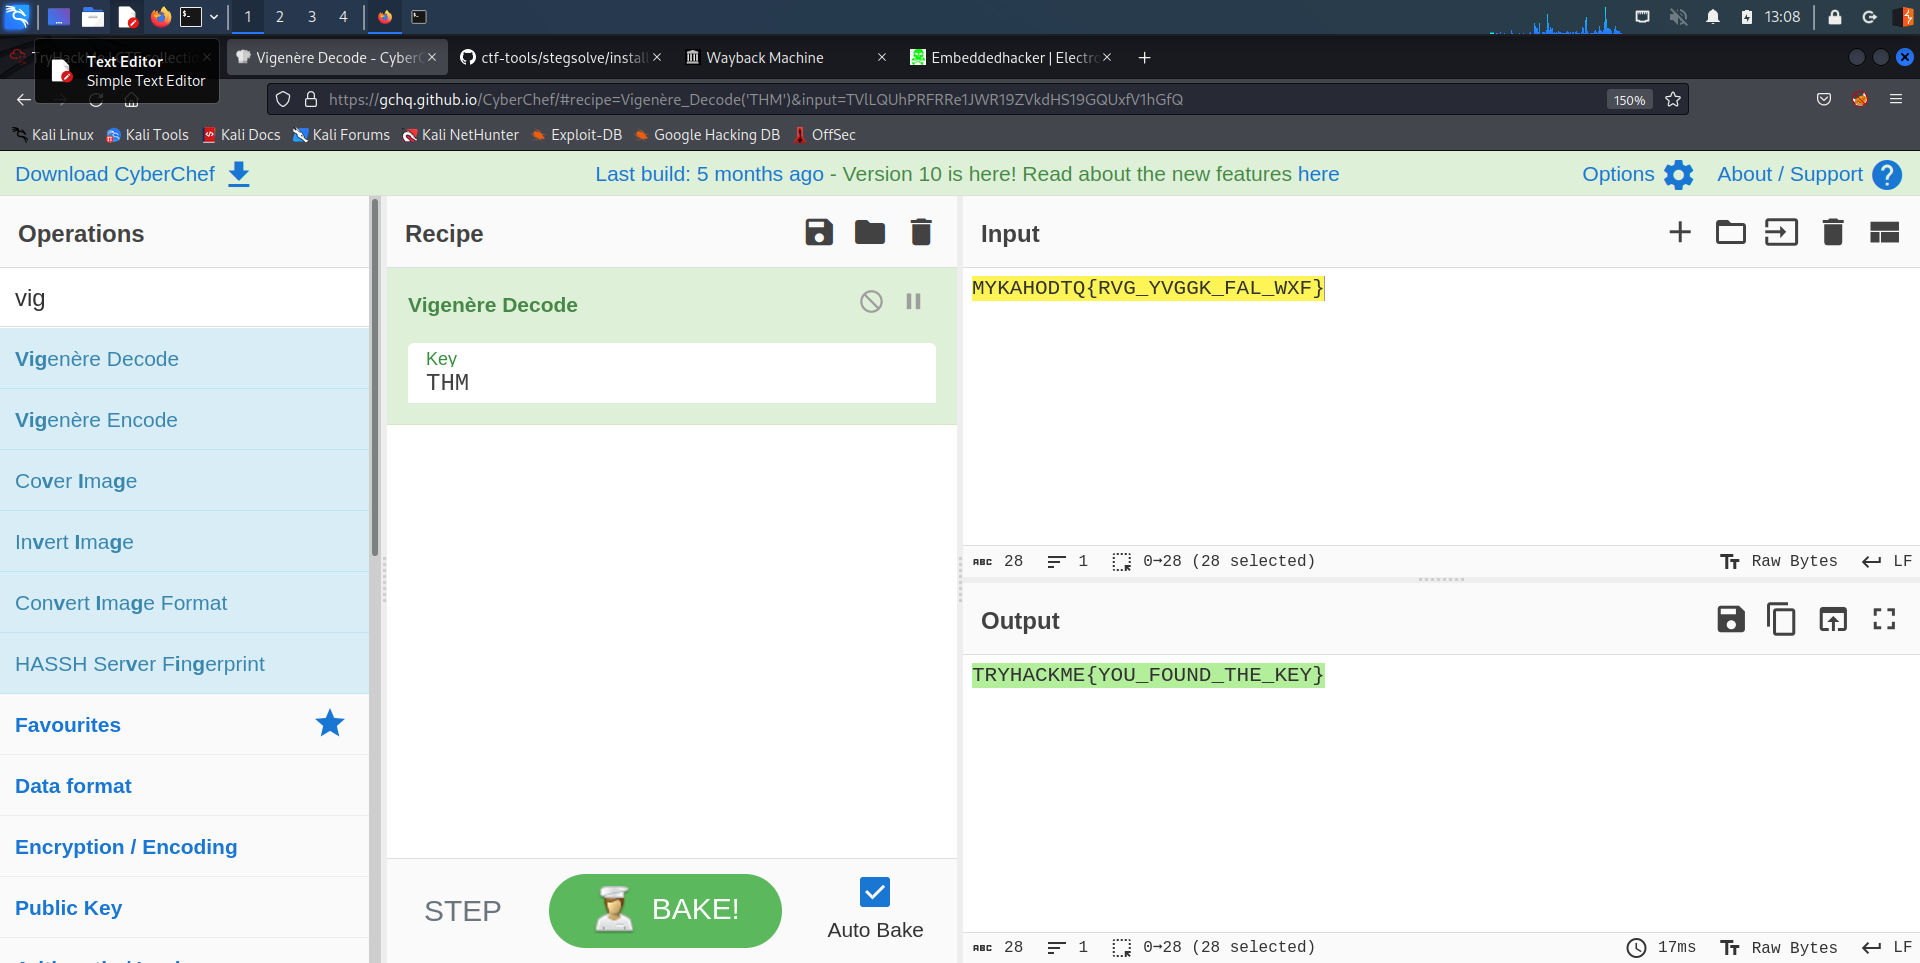 1 2 3 4 13:08
Text Editor
Simple Text Editor
Vigenère Decode - CyberC
ctf-tools/stegsolve/install
Wayback Machine
Embeddedhacker | Electro
https://gchq.github.io/CyberChef/#recipe=Vigenère_Decode('THM')&input=TVlLQUhPRFRRe1JWR19ZVkdHS19GQUxfV1hGfQ
150%
Kali Linux Kali Tools Kali Docs Kali Forums Kali NetHunter Exploit-DB Google Hacking DB OffSec
Download CyberChef
Last build: 5 months ago - Version 10 is here! Read about the new features here
Options
About / Support
Operations
vig
Vigenère Decode
Vigenère Encode
Cover Image
Invert Image
Convert Image Format
HASSH Server Fingerprint
Favourites
Data format
Encryption / Encoding
Public Key
Recipe
Vigenère Decode
Key
THM
STEP
BAKE!
Auto Bake
Input
MYKAHODTQ{RVG_YVGGK_FAL_WXF}
ABC 28 1 0→28 (28 selected) Raw Bytes LF
Output
TRYHACKME{YOU_FOUND_THE_KEY}
ABC 28 1 0→28 (28 selected) 17ms Raw Bytes LF